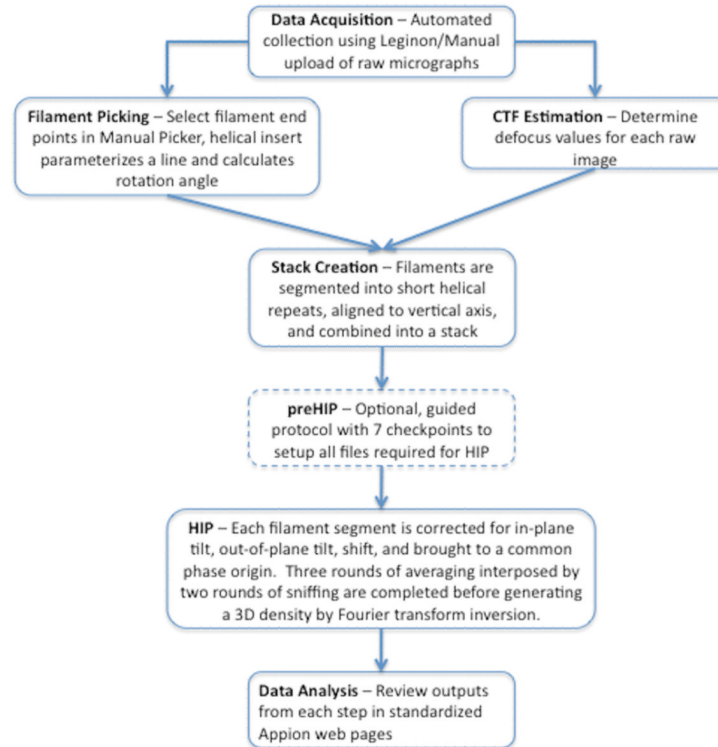 Data Acquisition – Automated
collection using Leginon/Manual
upload of raw micrographs
Filament Picking – Select filament end
points in Manual Picker, helical insert
parameterizes a line and calculates
rotation angle
CTF Estimation – Determine
defocus values for each raw
image
Stack Creation – Filaments are
segmented into short helical
repeats, aligned to vertical axis,
and combined into a stack
preHIP – Optional, guided
protocol with 7 checkpoints to
setup all files required for HIP
HIP – Each filament segment is corrected for in-plane
tilt, out-of-plane tilt, shift, and brought to a common
phase origin. Three rounds of averaging interposed by
two rounds of sniffing are completed before generating
a 3D density by Fourier transform inversion.
Data Analysis – Review outputs
from each step in standardized
Appion web pages